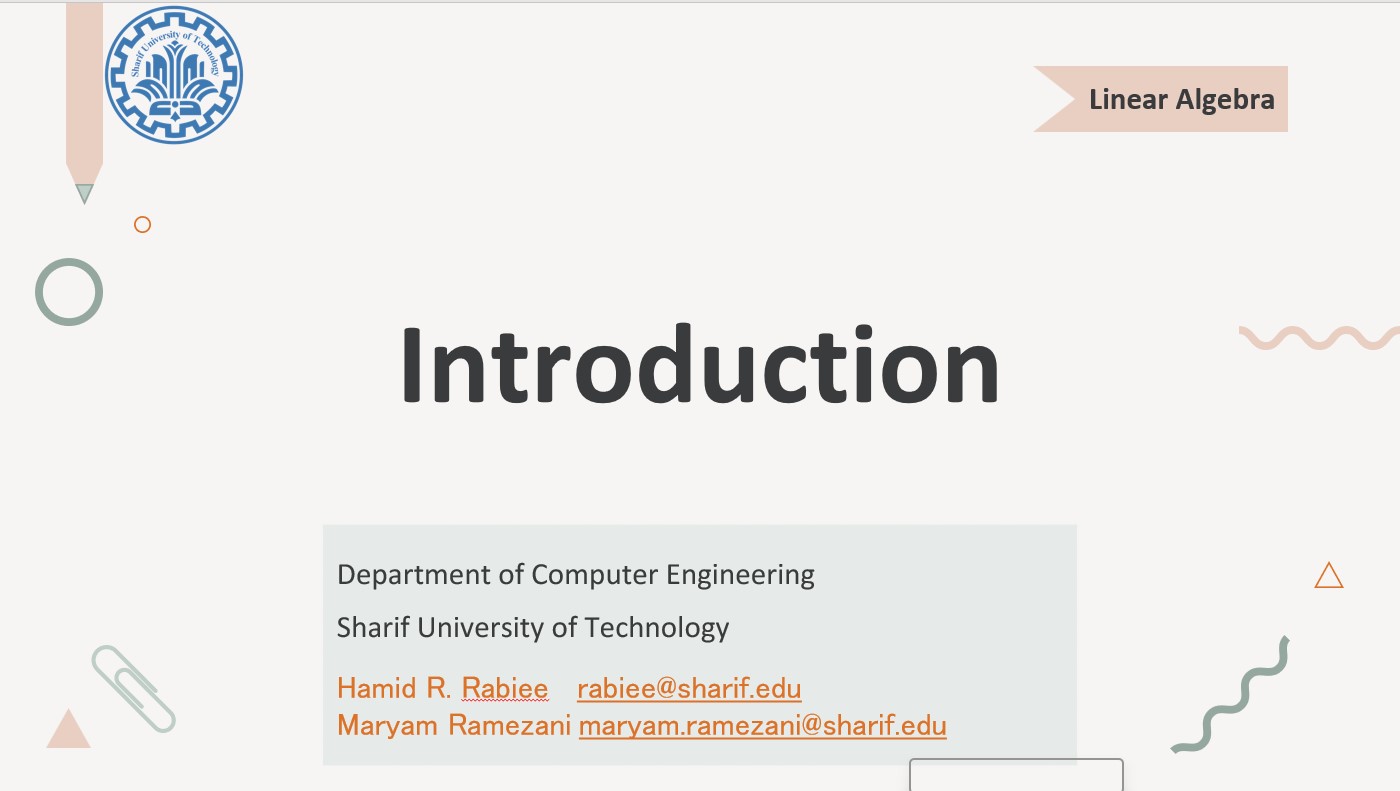 Sharif University of Technology
Linear Algebra
Introduction
Department of Computer Engineering
Sharif University of Technology
Hamid R. Rabiee rabiee@sharif.edu
Maryam Ramezani maryam.ramezani@sharif.edu